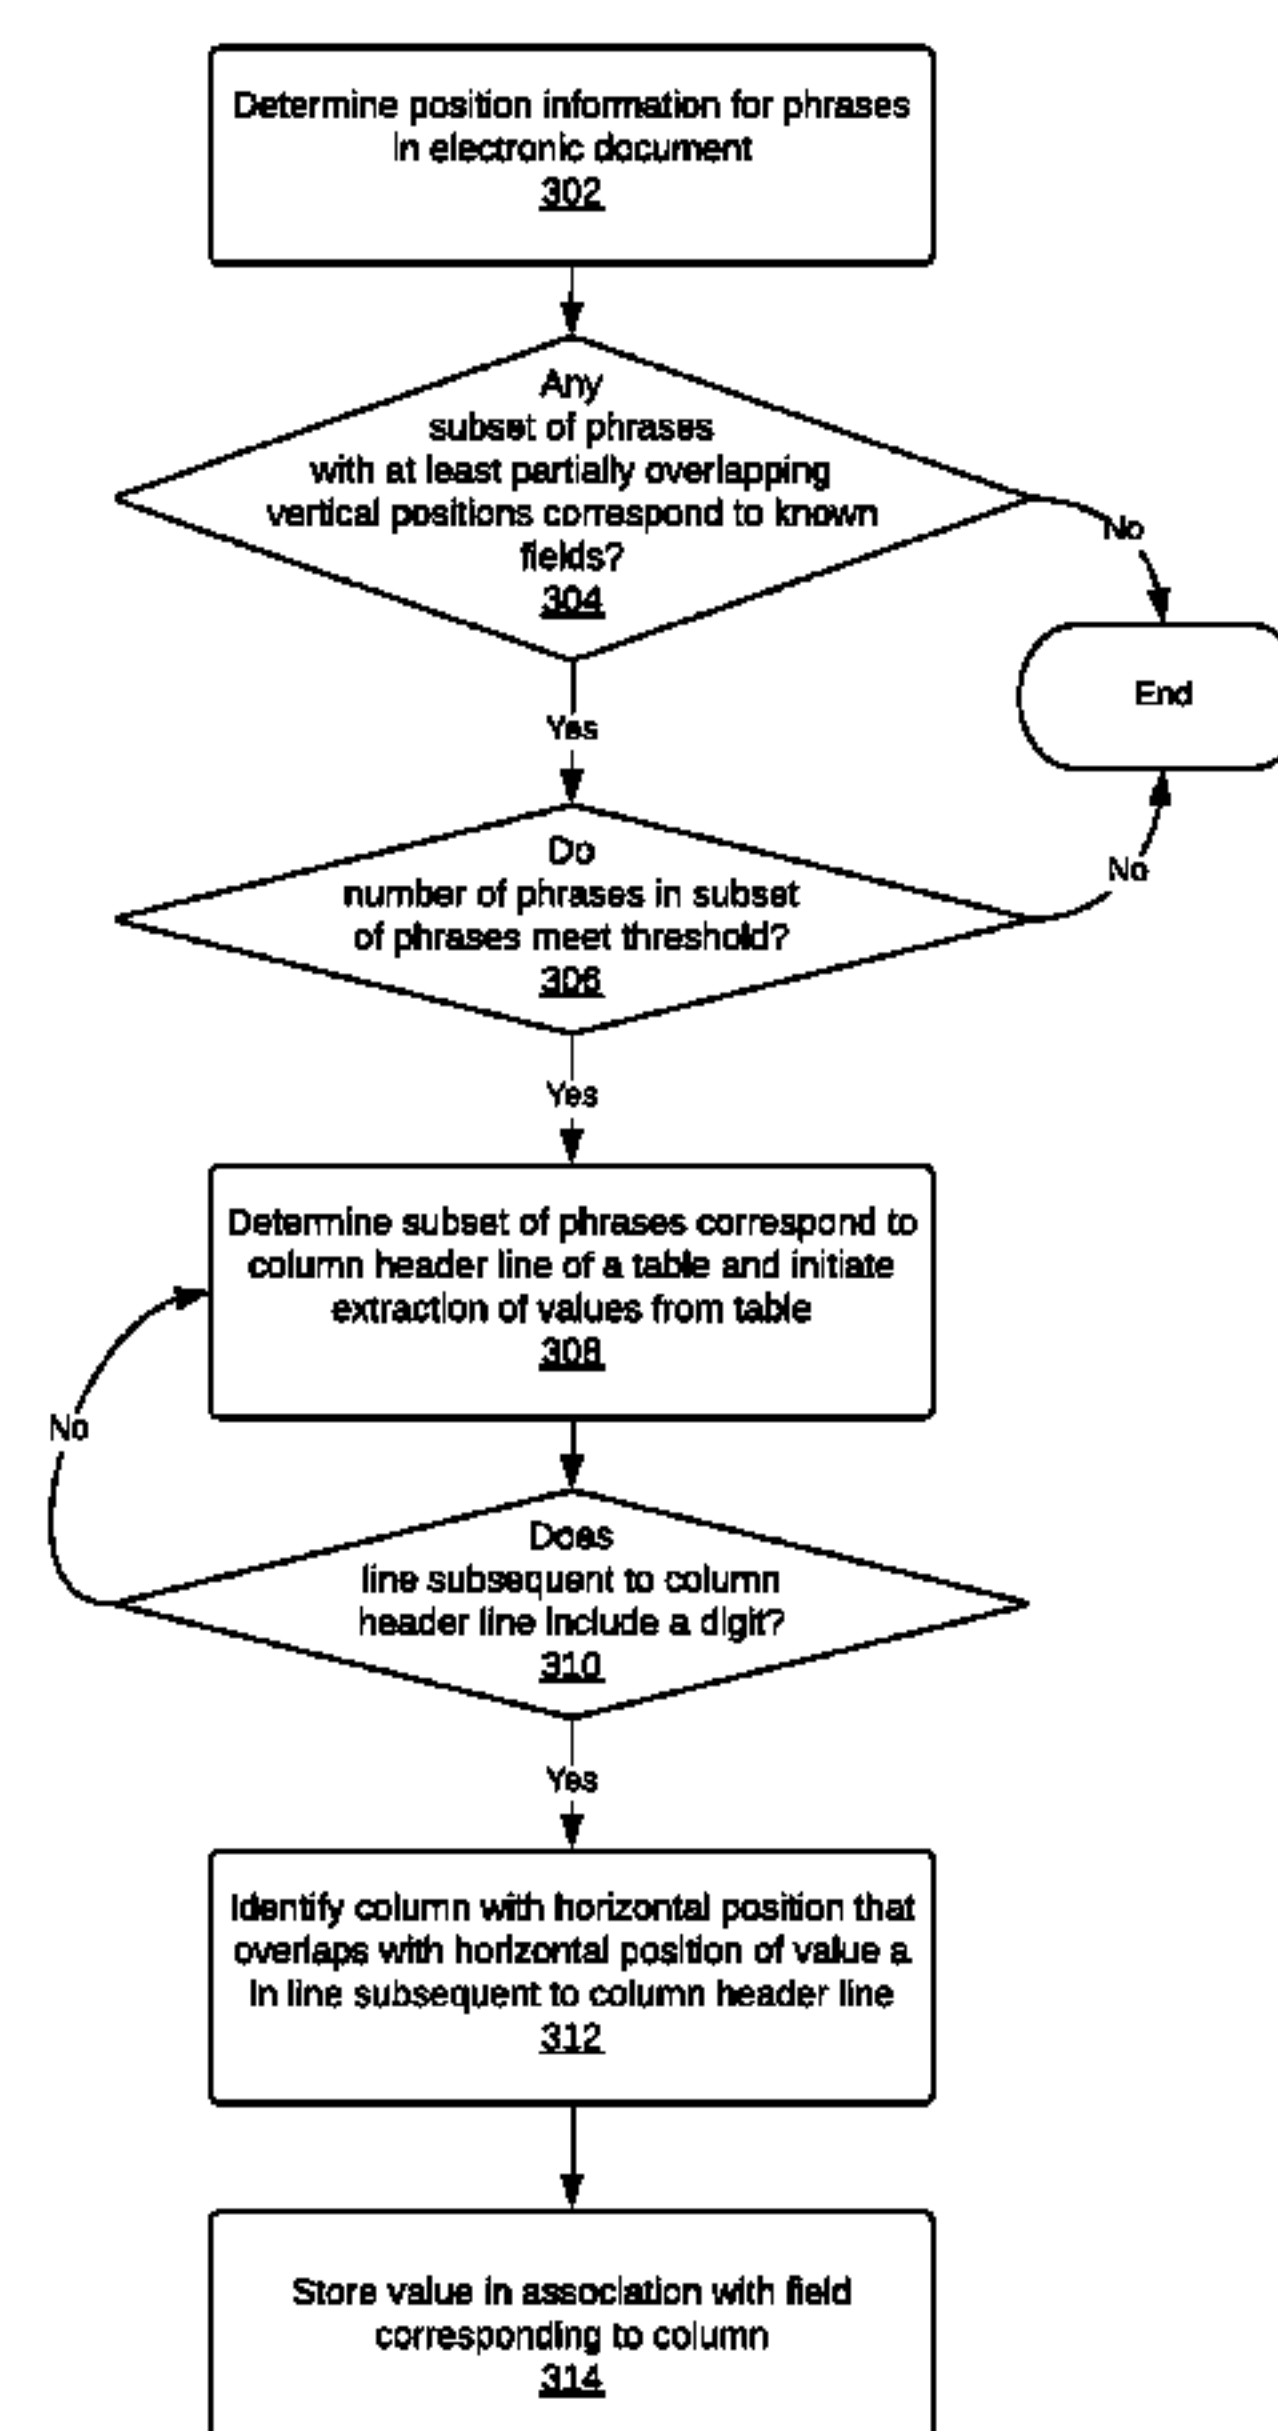 Determine position information for phrases
in electronic document
302
Any
subset of phrases
with at least partially overlapping
vertical positions correspond to known
fields?
304
No
End
Yes
Do
number of phrases in subset
of phrases meet threshold?
306
No
Yes
Determine subset of phrases correspond to
column header line of a table and initiate
extraction of values from table
308
No
Does
line subsequent to column
header line include a digit?
310
Yes
Identify column with horizontal position that
overlaps with horizontal position of value a
in line subsequent to column header line
312
Store value in association with field
corresponding to column
314